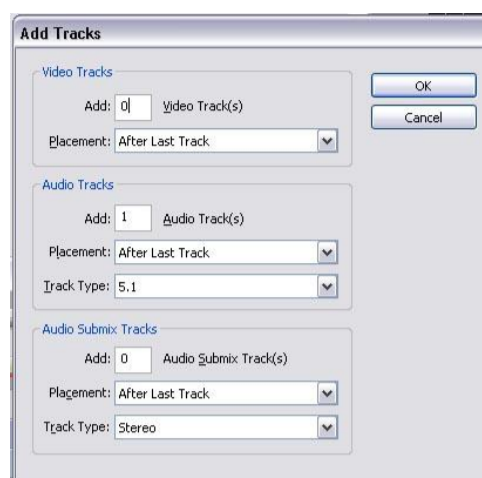 Add Tracks
Video Tracks
Add: 0 Video Track(s)
Placement: After Last Track
OK
Cancel
Audio Tracks
Add: 1 Audio Track(s)
Placement: After Last Track
Track Type: 5.1
Audio Submix Tracks
Add: 0 Audio Submix Track(s)
Placement: After Last Track
Track Type: Stereo